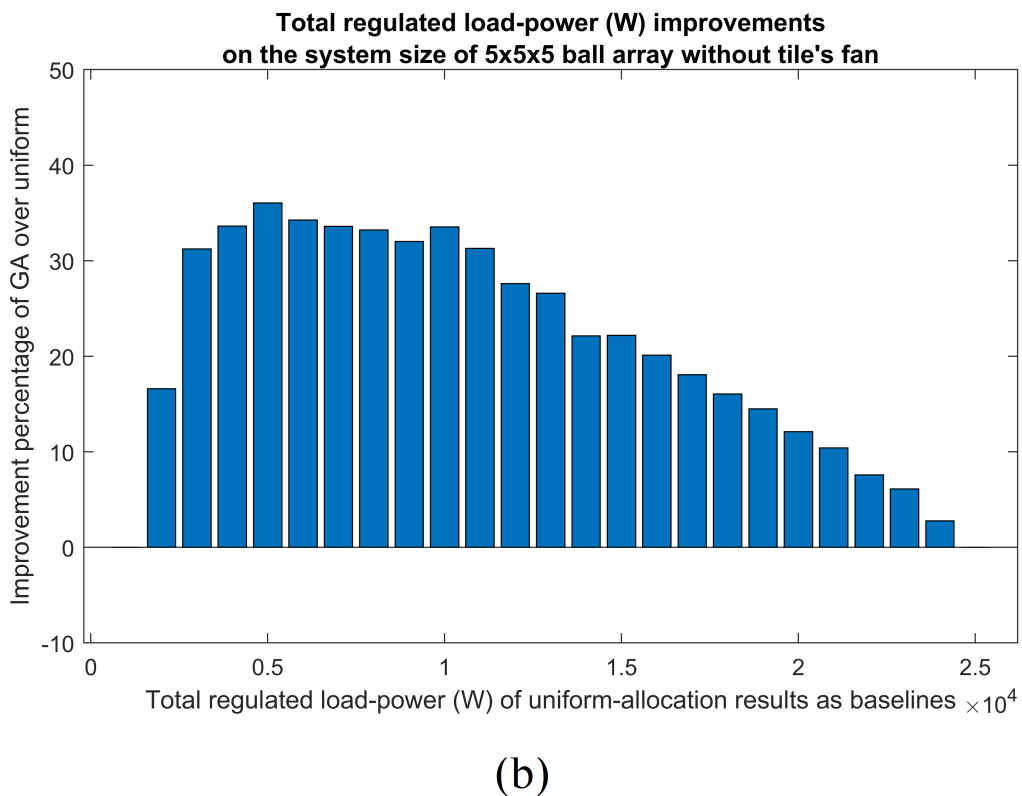 Total regulated load-power (W) improvements
on the system size of 5x5x5 ball array without tile's fan
Improvement percentage of GA over uniform
50
40
30
20
10
0
-10
0
0.5
1
1.5
2
2.5
Total regulated load-power (W) of uniform-allocation results as baselines
×10⁴
(b)